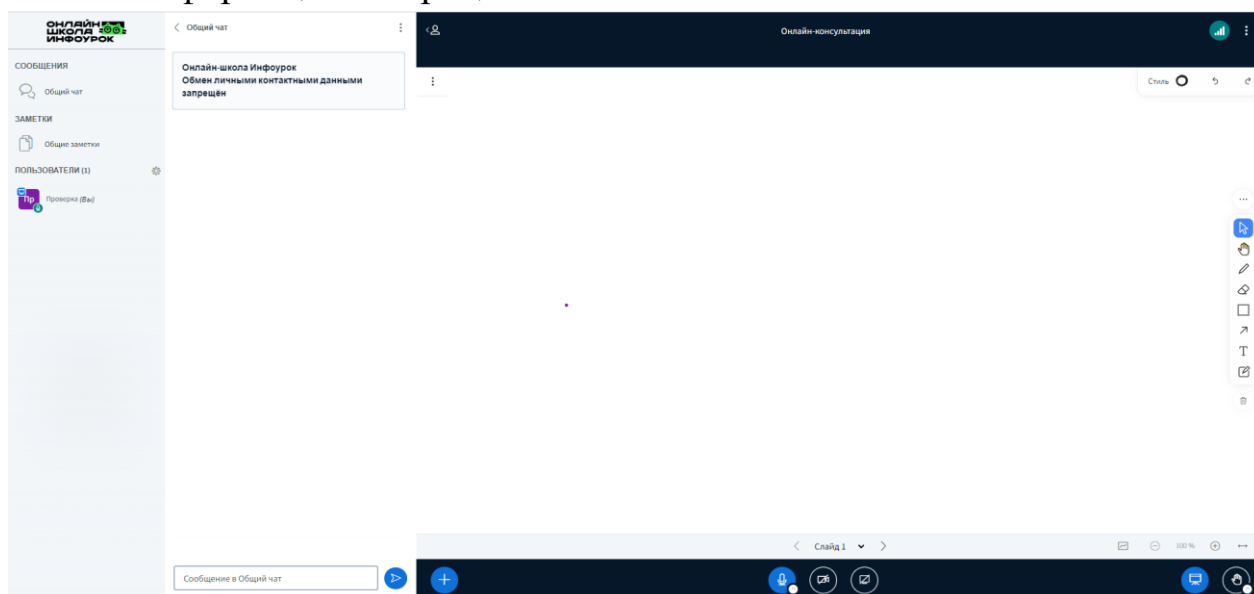 ОНЛАЙН
ШКОЛА
ИНФОУРОК
СООБЩЕНИЯ
Общий чат
ЗАМЕТКИ
Общие заметки
ПОЛЬЗОВАТЕЛИ (1)
Пр
Проверка (Вы)
Общий чат
Онлайн-школа Инфоурок
Обмен личными контактными данными
запрещён
Сообщение в Общий чат
Онлайн-консультация
Стиль
T
Слайд 1
100 %